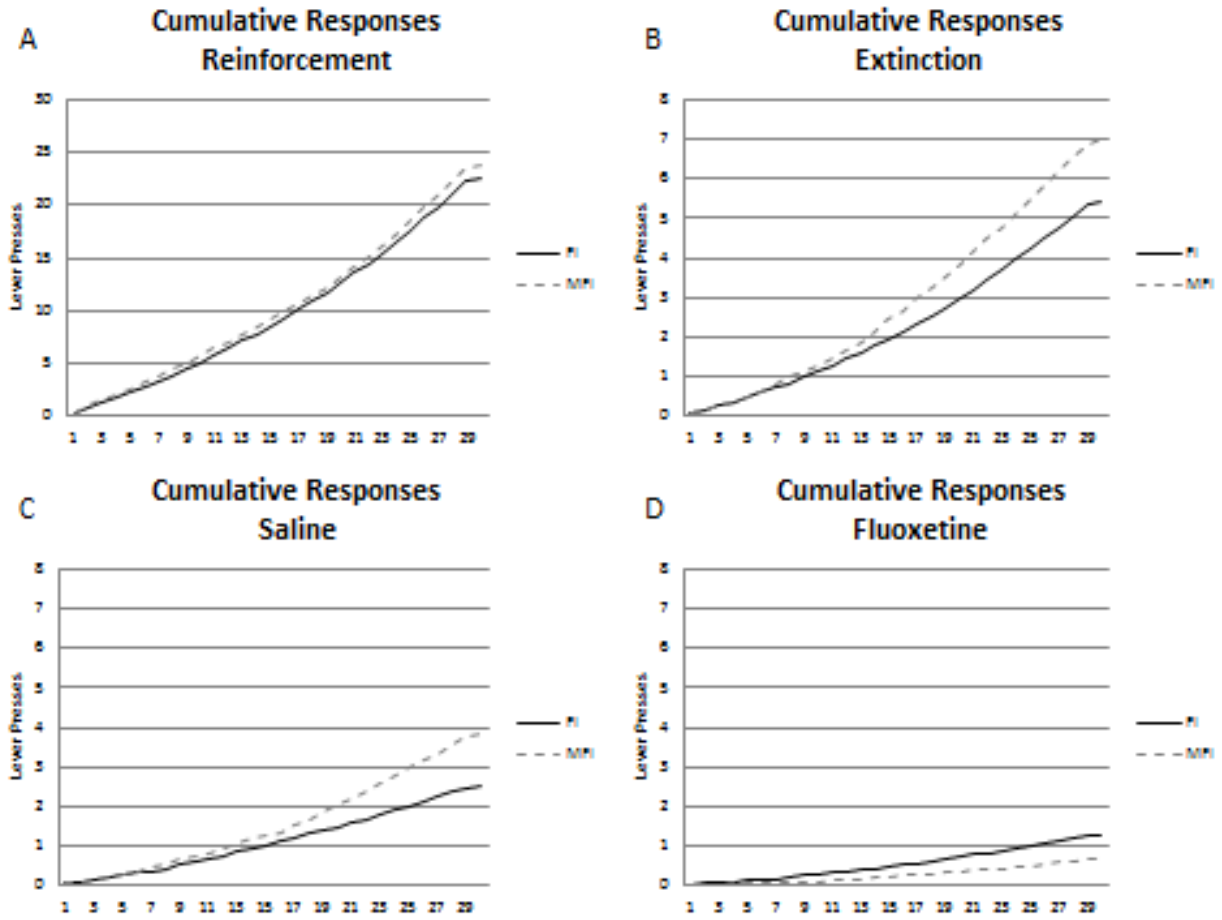 A
Cumulative Responses
Reinforcement
30
25
20
15
10
5
0
Lever Presses
1 3 5 7 9 11 13 15 17 19 21 23 25 27 29
FI
MFI
B
Cumulative Responses
Extinction
8
7
6
5
4
3
2
1
0
Lever Presses
1 3 5 7 9 11 13 15 17 19 21 23 25 27 29
FI
MFI
C
Cumulative Responses
Saline
8
7
6
5
4
3
2
1
0
Lever Presses
1 3 5 7 9 11 13 15 17 19 21 23 25 27 29
FI
MFI
D
Cumulative Responses
Fluoxetine
8
7
6
5
4
3
2
1
0
Lever Presses
1 3 5 7 9 11 13 15 17 19 21 23 25 27 29
FI
MFI